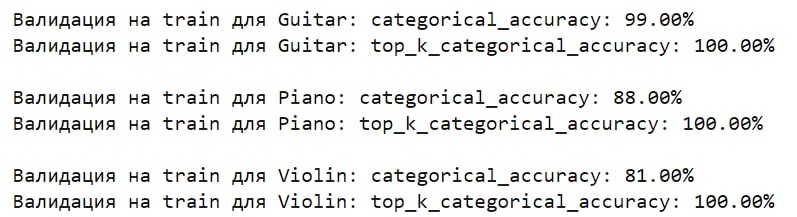 Валидация на train для Guitar: categorical_accuracy: 99.00%
Валидация на train для Guitar: top_k_categorical_accuracy: 100.00%
Валидация на train для Piano: categorical_accuracy: 88.00%
Валидация на train для Piano: top_k_categorical_accuracy: 100.00%
Валидация на train для Violin: categorical_accuracy: 81.00%
Валидация на train для Violin: top_k_categorical_accuracy: 100.00%